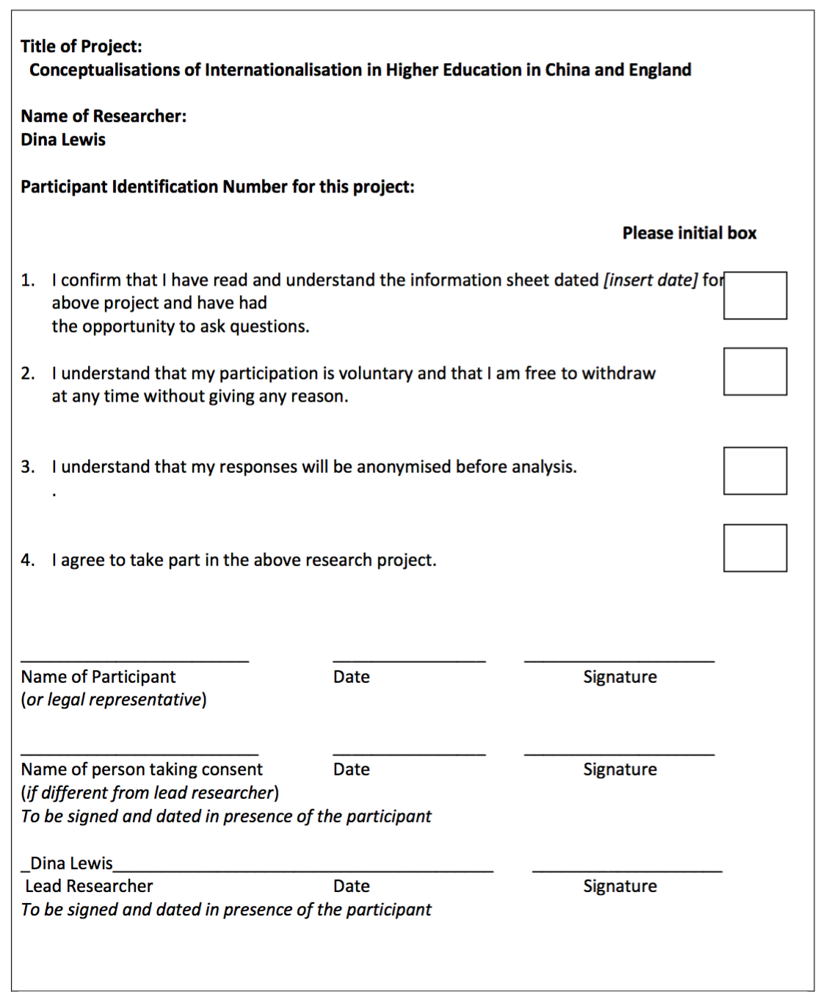 Title of Project:
Conceptualisations of Internationalisation in Higher Education in China and England
Name of Researcher:
Dina Lewis
Participant Identification Number for this project:
Please initial box
1. I confirm that I have read and understand the information sheet dated [insert date] for
above project and have had
the opportunity to ask questions.
2. I understand that my participation is voluntary and that I am free to withdraw
at any time without giving any reason.
3. I understand that my responses will be anonymised before analysis.
.
4. I agree to take part in the above research project.
Name of Participant Date Signature
(or legal representative)
Name of person taking consent Date Signature
(if different from lead researcher)
To be signed and dated in presence of the participant
_Dina Lewis_
Lead Researcher Date Signature
To be signed and dated in presence of the participant